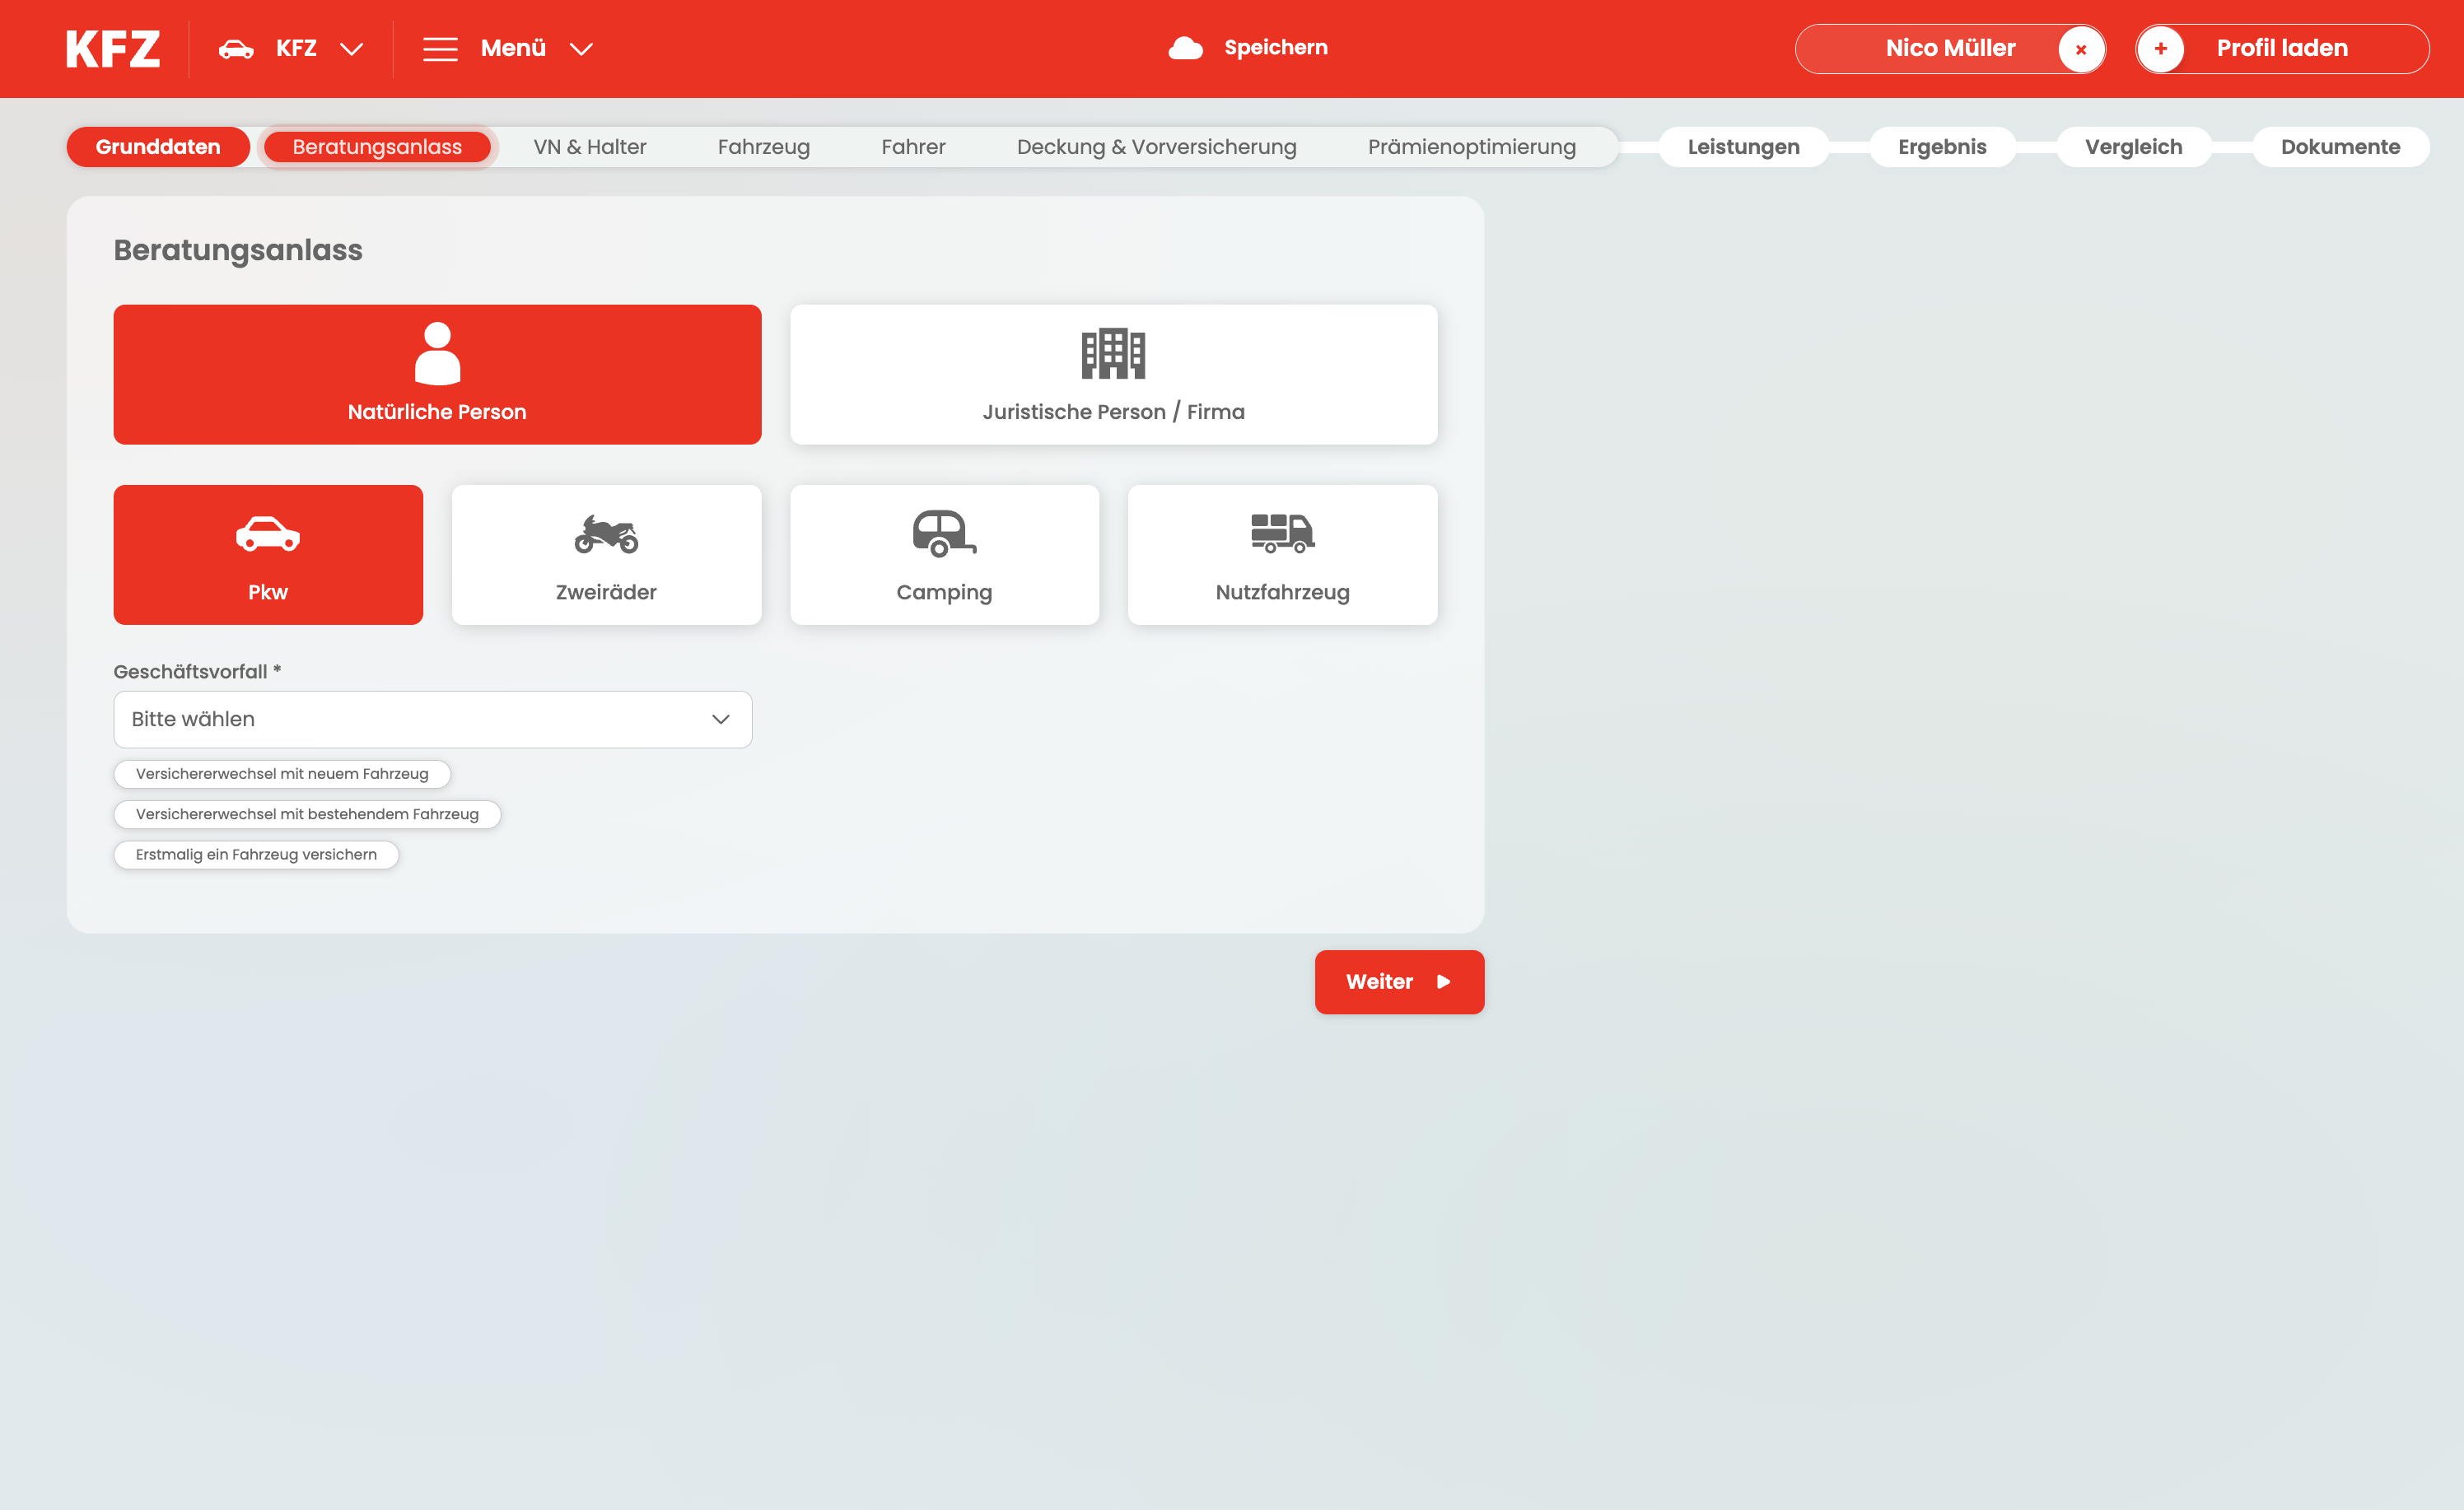 KFZ KFZ Menü Speichern Nico Müller Profil laden
Grunddaten Beratungsanlass VN & Halter Fahrzeug Fahrer Deckung & Vorversicherung Prämienoptimierung Leistungen Ergebnis Vergleich Dokumente
Beratungsanlass
Natürliche Person Juristische Person / Firma
Pkw Zweiräder Camping Nutzfahrzeug
Geschäftsvorfall *
Bitte wählen
Versichererwechsel mit neuem Fahrzeug
Versichererwechsel mit bestehendem Fahrzeug
Erstmalig ein Fahrzeug versichern
Weiter